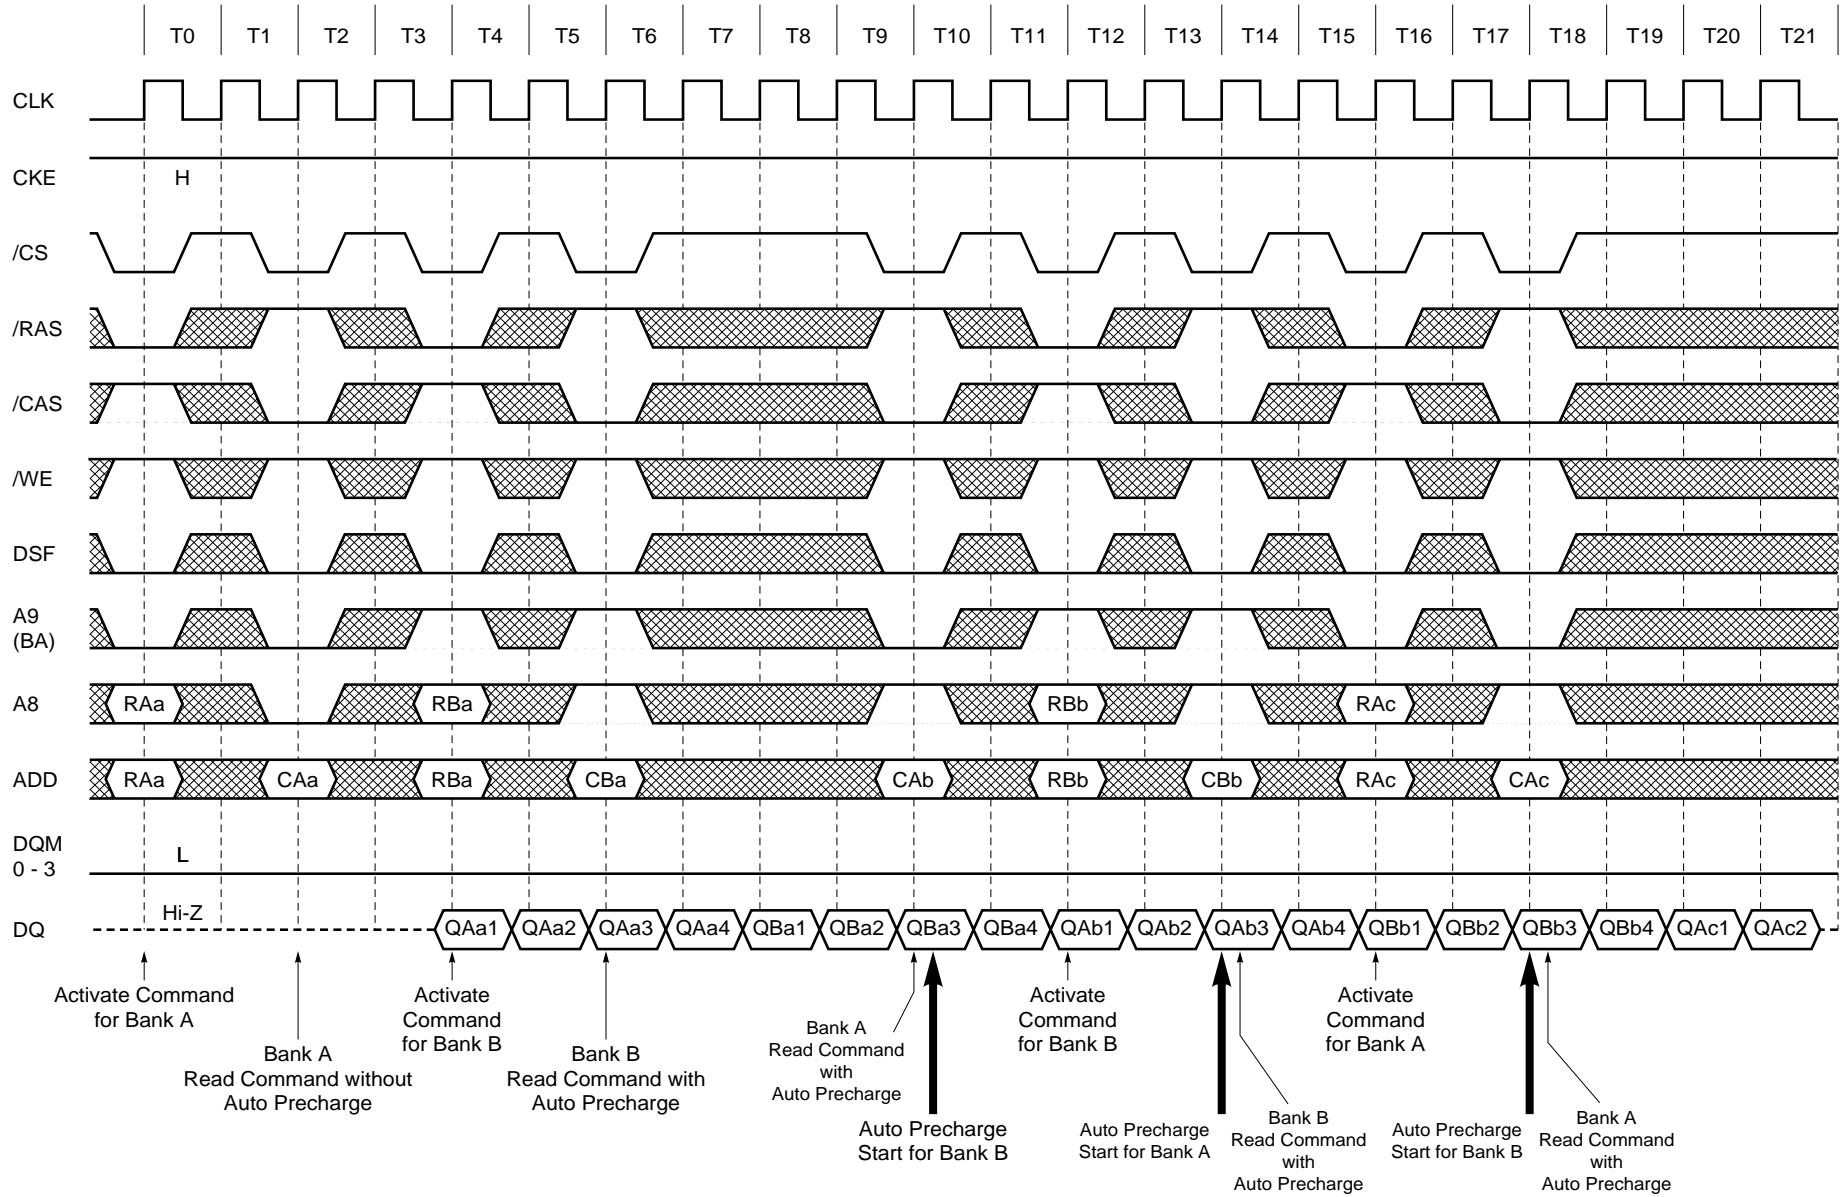 T0 T1 T2 T3 T4 T5 T6 T7 T8 T9 T10 T11 T12 T13 T14 T15 T16 T17 T18 T19 T20 T21
CLK
CKE H
/CS
/RAS
/CAS
/WE
DSF
A9
(BA)
A8 RAa RBa RBb RAc
ADD RAa CAa RBa CBa CAb RBb CBb RAc CAc
DQM
0 - 3
L
Hi-Z
DQ QAa1 QAa2 QAa3 QAa4 QBa1 QBa2 QBa3 QBa4 QAb1 QAb2 QAb3 QAb4 QBb1 QBb2 QBb3 QBb4 QAc1 QAc2
Activate Command
for Bank A
Bank A
Read Command without
Auto Precharge
Activate
Command
for Bank B
Bank B
Read Command with
Auto Precharge
Bank A
Read Command
with
Auto Precharge
Auto Precharge
Start for Bank B
Activate
Command
for Bank B
Auto Precharge
Start for Bank A
Bank B
Read Command
with
Auto Precharge
Activate
Command
for Bank A
Auto Precharge
Start for Bank B
Bank A
Read Command
with
Auto Precharge